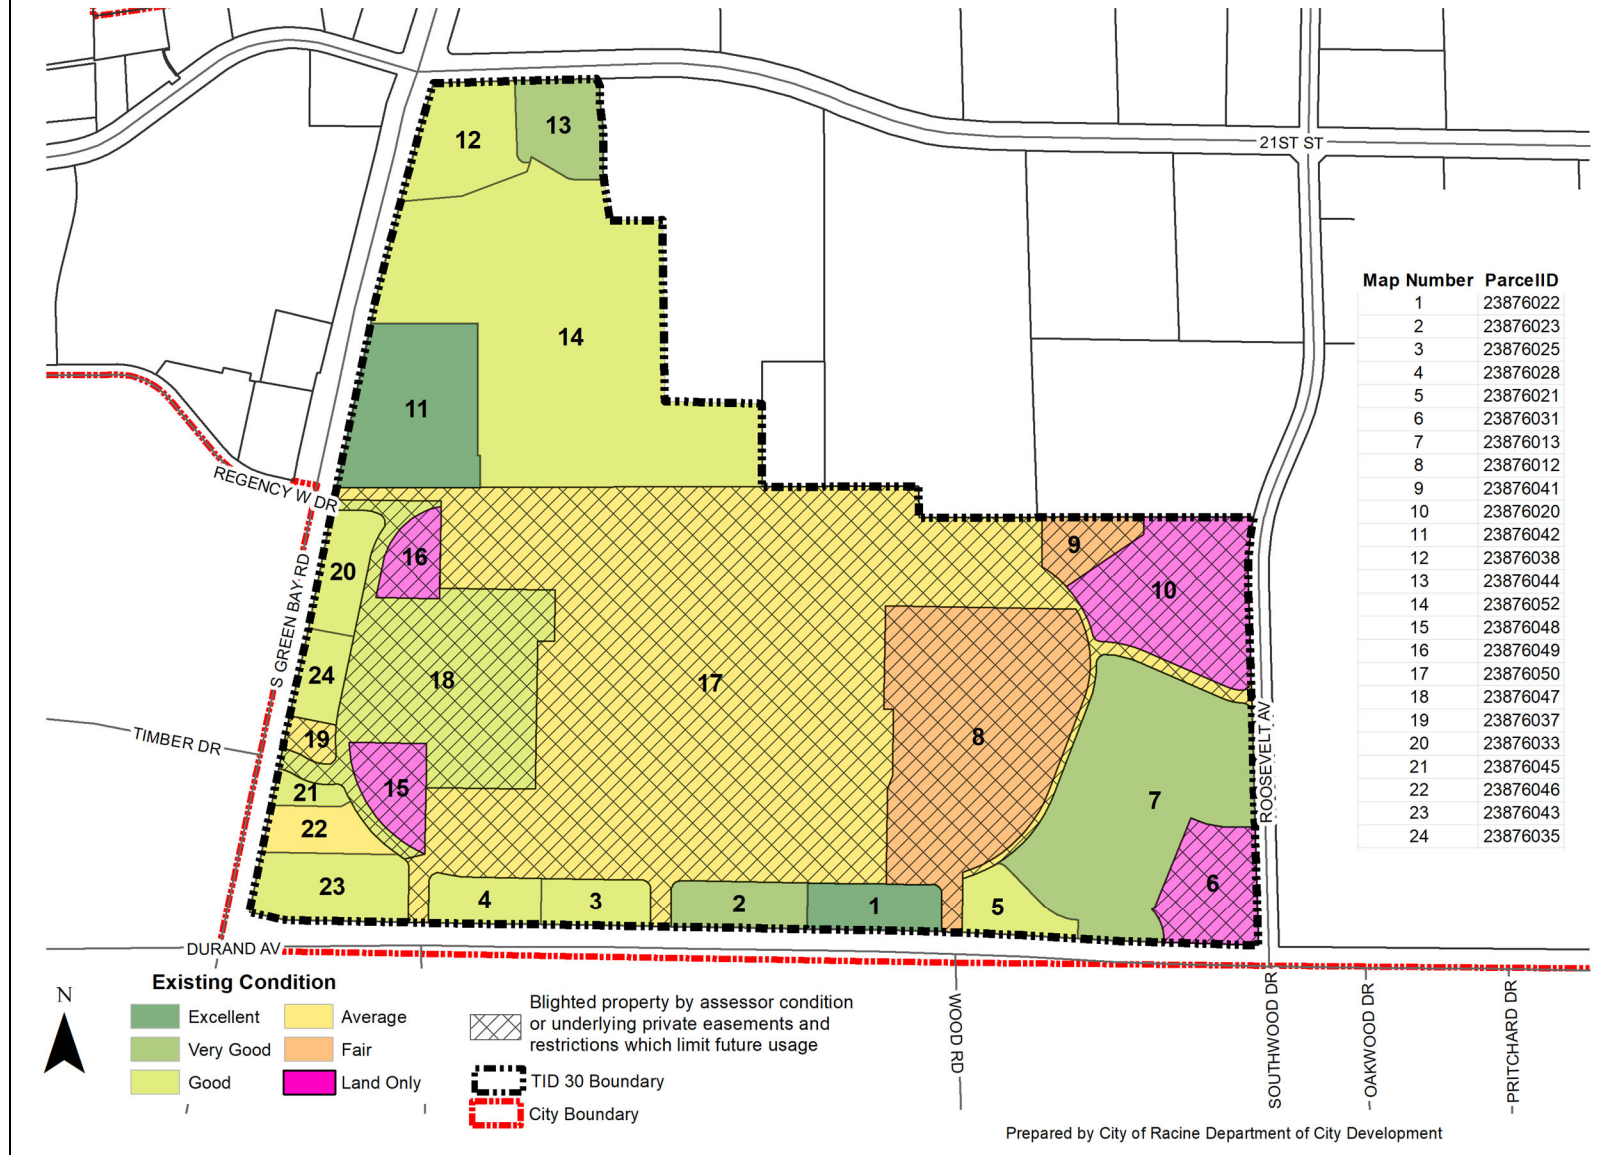 21ST ST
12
13
14
11
REGENCY W DR
S GREEN BAY RD
TIMBER DR
20
16
24
18
19
15
21
22
23
4
3
2
1
5
17
9
10
8
7
6
ROOSEVELT AV
DURAND AV
WOOD RD
SOUTHWOOD DR
OAKWOOD DR
PRITCHARD DR
Map Number ParcelID
1 23876022
2 23876023
3 23876025
4 23876028
5 23876021
6 23876031
7 23876013
8 23876012
9 23876041
10 23876020
11 23876042
12 23876038
13 23876044
14 23876052
15 23876048
16 23876049
17 23876050
18 23876047
19 23876037
20 23876033
21 23876045
22 23876046
23 23876043
24 23876035
Existing Condition
N
Excellent
Very Good
Good
Average
Fair
Land Only
Blighted property by assessor condition
or underlying private easements and
restrictions which limit future usage
TID 30 Boundary
City Boundary
Prepared by City of Racine Department of City Development